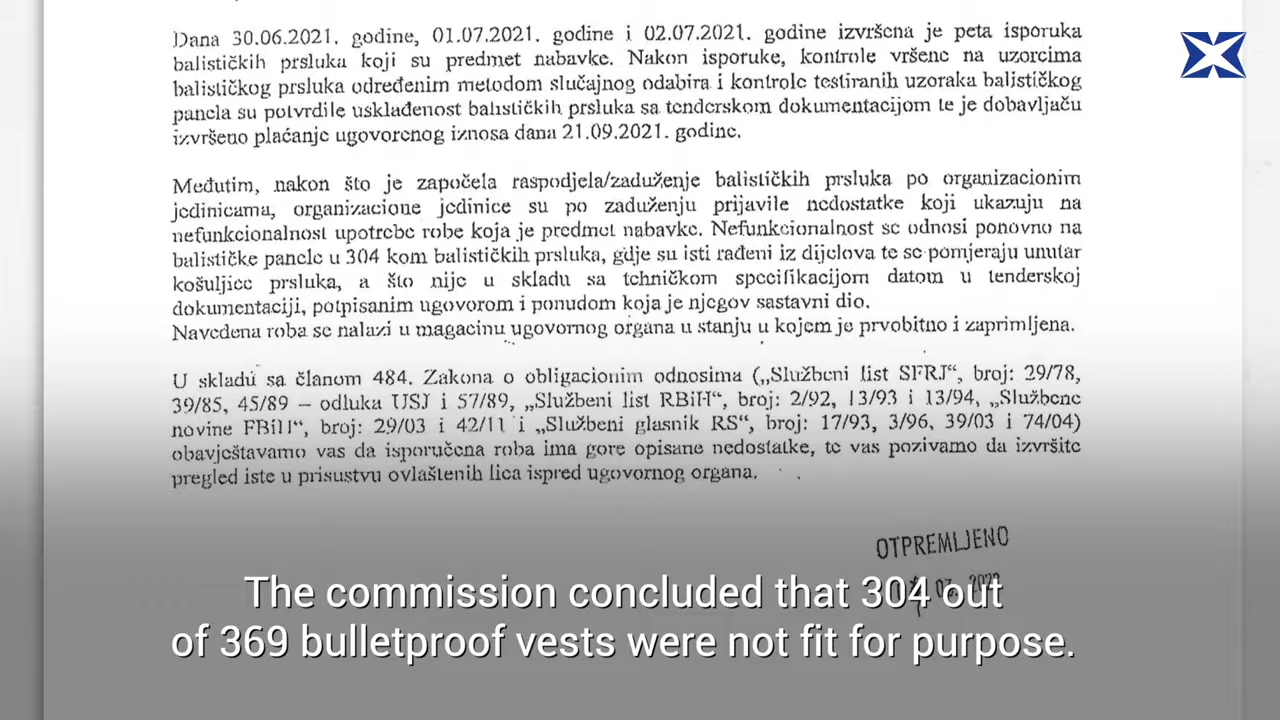 Dana 30.06.2021. godine, 01.07.2021. godine i 02.07.2021. godine izvršena je peta isporuka
balističkih prsluka koji su predmet nabavke. Nakon isporuke, kontrole vršene na uzorcima
balističkog prsluka određenim metodom slučajnog odabira i kontrole testiranih uzoraka balističkog
panela su potvrdile usklađenost balističkih prsluka sa tenderskom dokumentacijom te je dobavljaču
izvršeno plaćanje ugovorenog iznosa dana 21.09.2021. godine.
Međutim, nakon što je započela raspodjela/zaduženje balističkih prsluka po organizacionim
jedinicama, organizacione jedinice su po zaduženju prijavile nedostatke koji ukazuju na
nefunkcionalnost upotrebe robe koja je predmet nabavke. Nefunkcionalnost se odnosi ponovno na
balističke panele u 304 kom balističkih prsluka, gdje su isti rađeni iz dijelova te se pomjeraju unutar
košuljice prsluka, a što nije u skladu sa tehničkom specifikacijom datom u tenderskoj
dokumentaciji, potpisanim ugovorom i ponudom koja je njegov sastavni dio.
Navedena roba se nalazi u magacinu ugovornog organa u stanju u kojem je prvobitno i zaprimljena.
U skladu sa članom 484. Zakona o obligacionim odnosima („Službeni list SFRJ“, broj: 29/78,
39/85, 45/89 – odluka USJ i 57/89, „Službeni list RBiH“, broj: 2/92, 13/93 i 13/94, „Službene
novine FBiH“, broj: 29/03 i 42/11 i „Službeni glasnik RS“, broj: 17/93, 3/96, 39/03 i 74/04)
obavještavamo vas da isporučena roba ima gore opisane nedostatke, te vas pozivamo da izvršite
pregled iste u prisustvu ovlaštenih lica ispred ugovornog organa.
OTPREMLJENO
The commission concluded that 304 out
of 369 bulletproof vests were not fit for purpose.